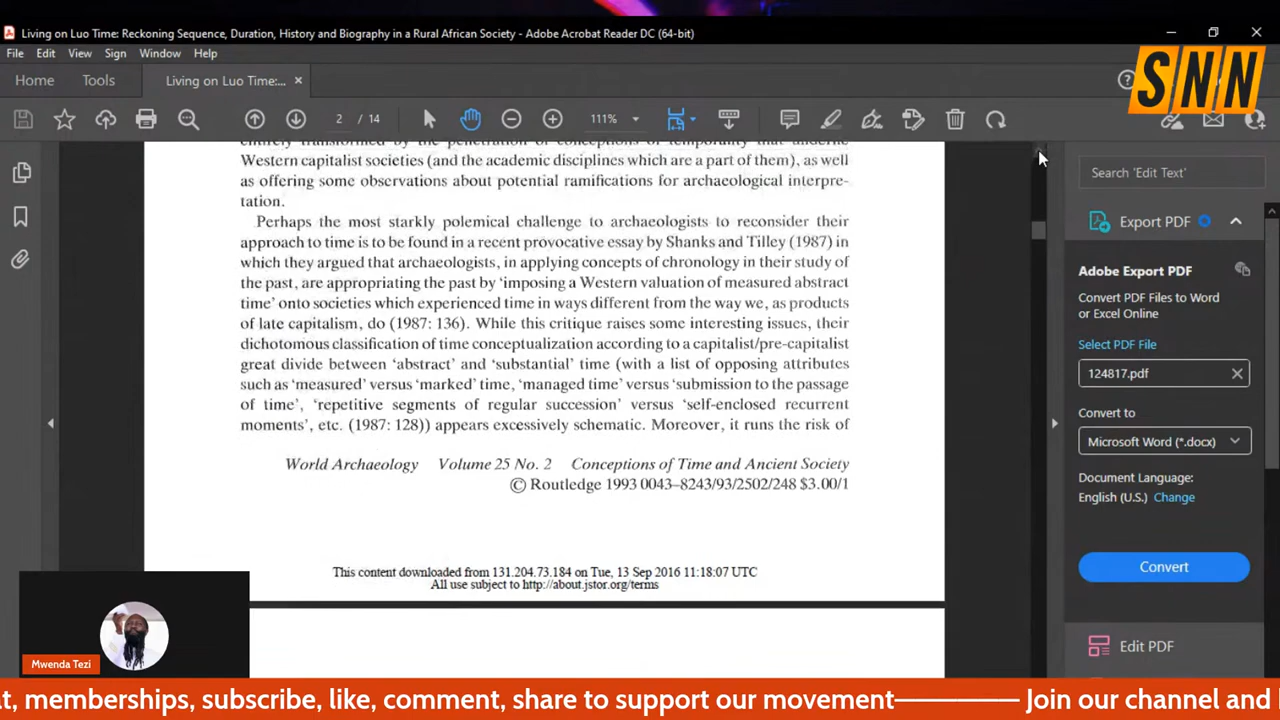 Living on Luo Time: Reckoning Sequence, Duration, History and Biography in a Rural African Society - Adobe Acrobat Reader DC (64-bit)
File Edit View Sign Window Help
SNN
Home Tools Living on Luo Time:...
2 / 14 111%
entirely transformed by the penetration of conceptions of temporality that underlie
Western capitalist societies (and the academic disciplines which are a part of them), as well
as offering some observations about potential ramifications for archaeological interpre-
tation.
Perhaps the most starkly polemical challenge to archaeologists to reconsider their
approach to time is to be found in a recent provocative essay by Shanks and Tilley (1987) in
which they argued that archaeologists, in applying concepts of chronology in their study of
the past, are appropriating the past by 'imposing a Western valuation of measured abstract
time' onto societies which experienced time in ways different from the way we, as products
of late capitalism, do (1987: 136). While this critique raises some interesting issues, their
dichotomous classification of time conceptualization according to a capitalist/pre-capitalist
great divide between 'abstract' and 'substantial' time (with a list of opposing attributes
such as 'measured' versus 'marked' time, 'managed time' versus 'submission to the passage
of time', 'repetitive segments of regular succession' versus 'self-enclosed recurrent
moments', etc. (1987: 128)) appears excessively schematic. Moreover, it runs the risk of
World Archaeology Volume 25 No. 2 Conceptions of Time and Ancient Society
© Routledge 1993 0043–8243/93/2502/248 $3.00/1
This content downloaded from 131.204.73.184 on Tue, 13 Sep 2016 11:18:07 UTC
All use subject to http://about.jstor.org/terms
Search 'Edit Text'
Export PDF
Adobe Export PDF
Convert PDF Files to Word
or Excel Online
Select PDF File
124817.pdf
Convert to
Microsoft Word (*.docx)
Document Language:
English (U.S.) Change
Convert
Edit PDF
Mwenda Tezi
at, memberships, subscribe, like, comment, share to support our movement—————— Join our channel and